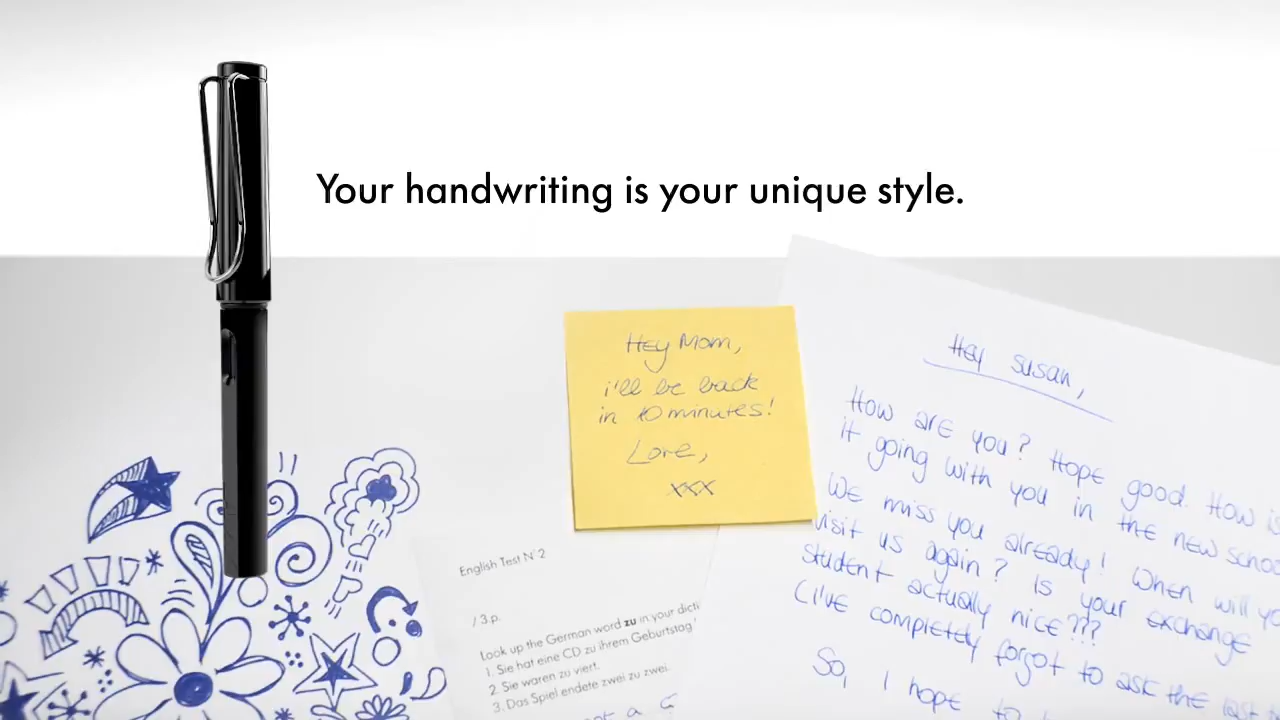 Your handwriting is your unique style.
Hey Mom,
i'll be back
in 10 minutes!
Love,
xxx
Hey Susan,
How are you? Hope good. How is
it going with you in the new school
We miss you already! When will yo
visit us again? Is your exchange
student actually nice???
(I've completely forgot to ask the last t
So, I hope to
English Test N°2
/ 3.p.
Look up the German word zu in your dicti
1. Sie hat eine CD zu ihrem Geburtstag
2. Sie waren zu viert.
3. Das Spiel endete zwei zu zwei.